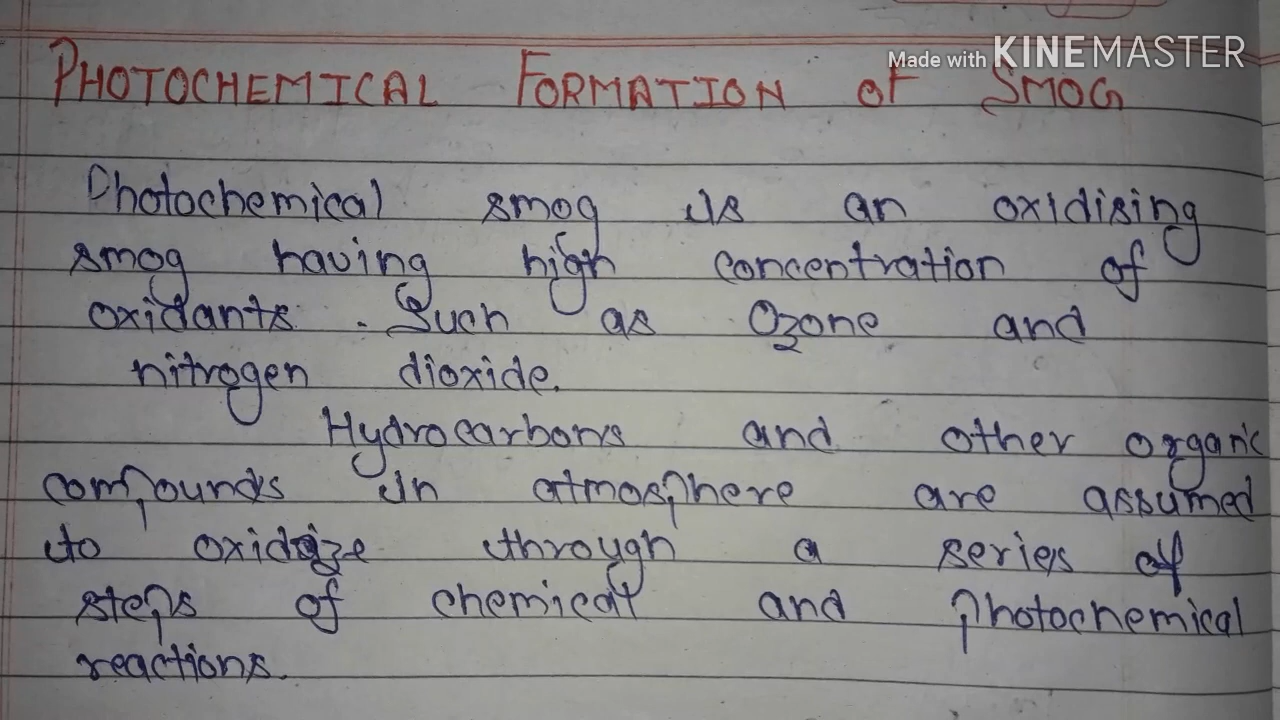 Made with KINEMASTER
PHOTOCHEMICAL FORMATION OF SMOG
Photochemical smog is an oxidising
smog having high concentration of
oxidants. Such as Ozone and
nitrogen dioxide.
Hydrocarbons and other organic
compounds in atmosphere are assumed
to oxidize through a series of
steps of chemical and photochemical
reactions.